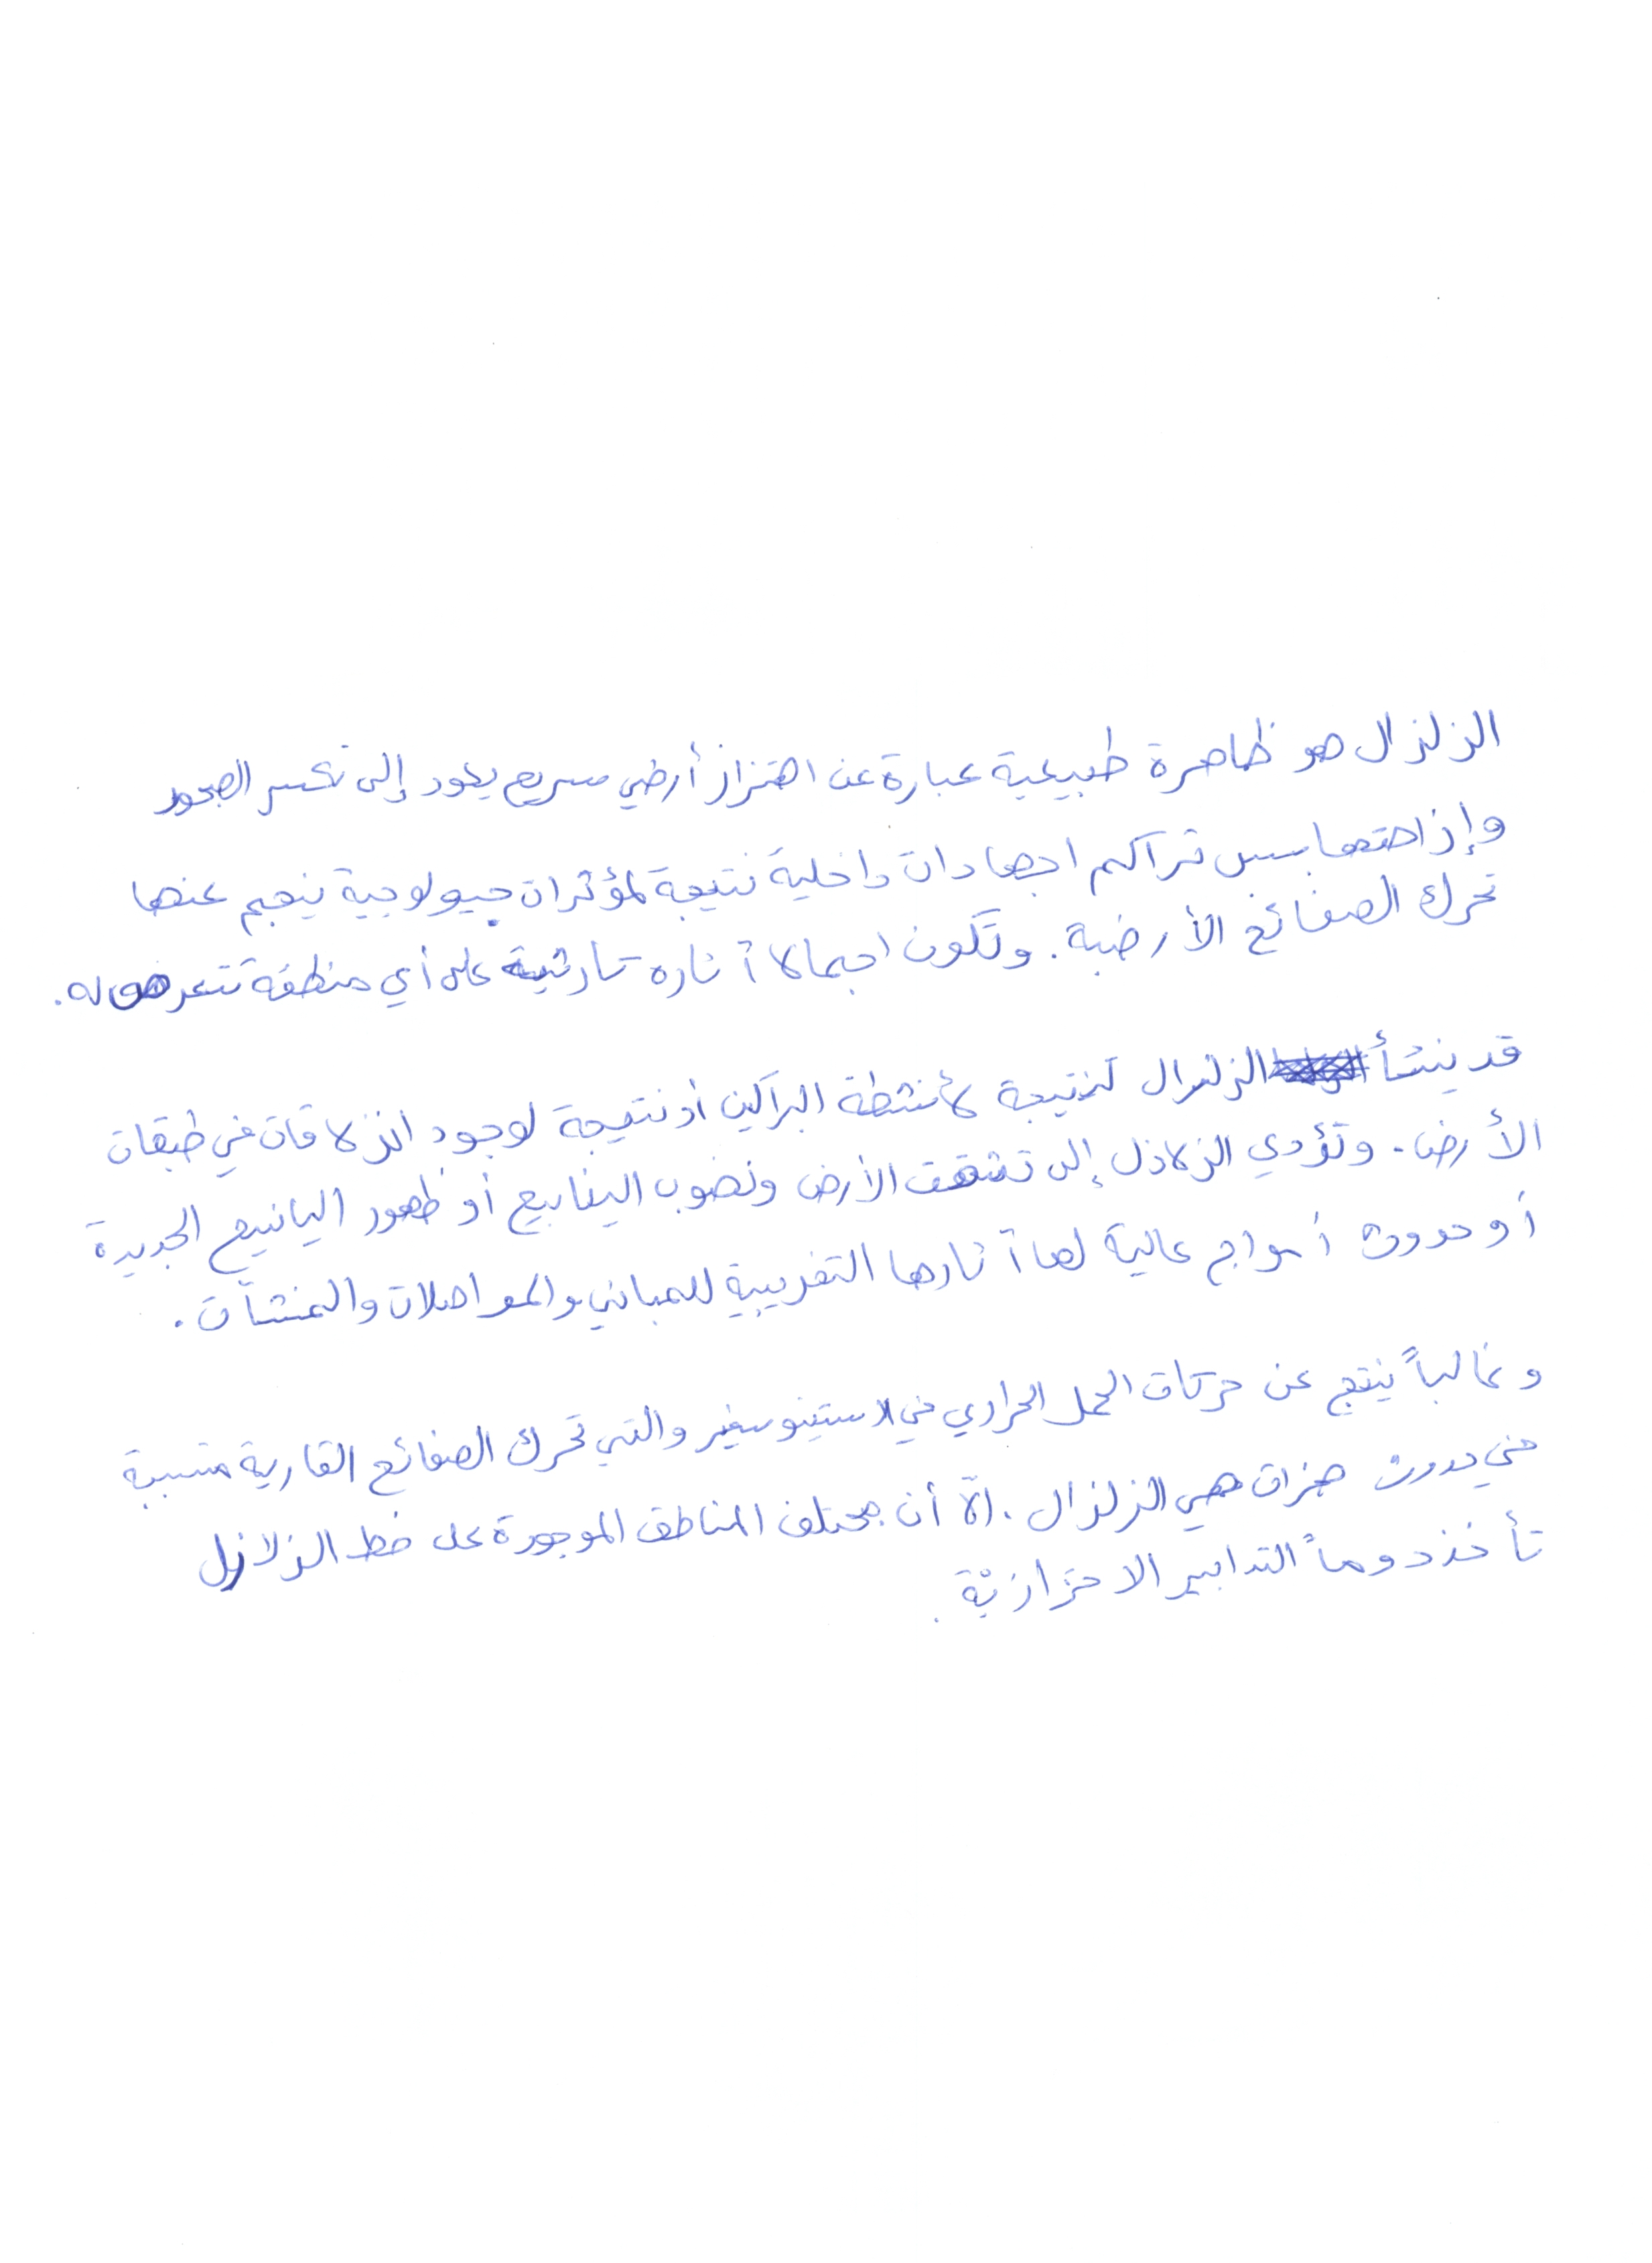 الزلزال هو ظاهرة طبيعية عبارة عن اهتزاز أرضي سريع يعود إلى تكسر الصخور
وإزاحتها بسبب تراكم اجهادات داخلية نتيجة لمؤثرات جيولوجية ينجم عنها
تحرك الصفائح الأرضية. وتكون اجمالا آثاره كارثية على أي منطقة تتعرض له.
قد ينشأ الزلزال كنتيجة لأنشطة البراكين أو نتيجة لوجود انزلاقات في طبقات
الأرض. وتؤدي الزلازل إلى تشقق الأرض ونضوب الينابيع أو ظهور اليانبيع الجديدة
أو حدوث أمواج عالية لها آثارها التخريبية للمباني والمواصلات والمنشآت.
وغالباً ينتج عن حركات الحمل الحراري في الاستينوسفير والتي تحرك الصفائح القارية متسببة
في حدوث هزات هي الزلزال. إلّا أن مختلف المناطق الموجودة على خط الزلازل
تأخذ دوماً التدابير الاحترازيّة.